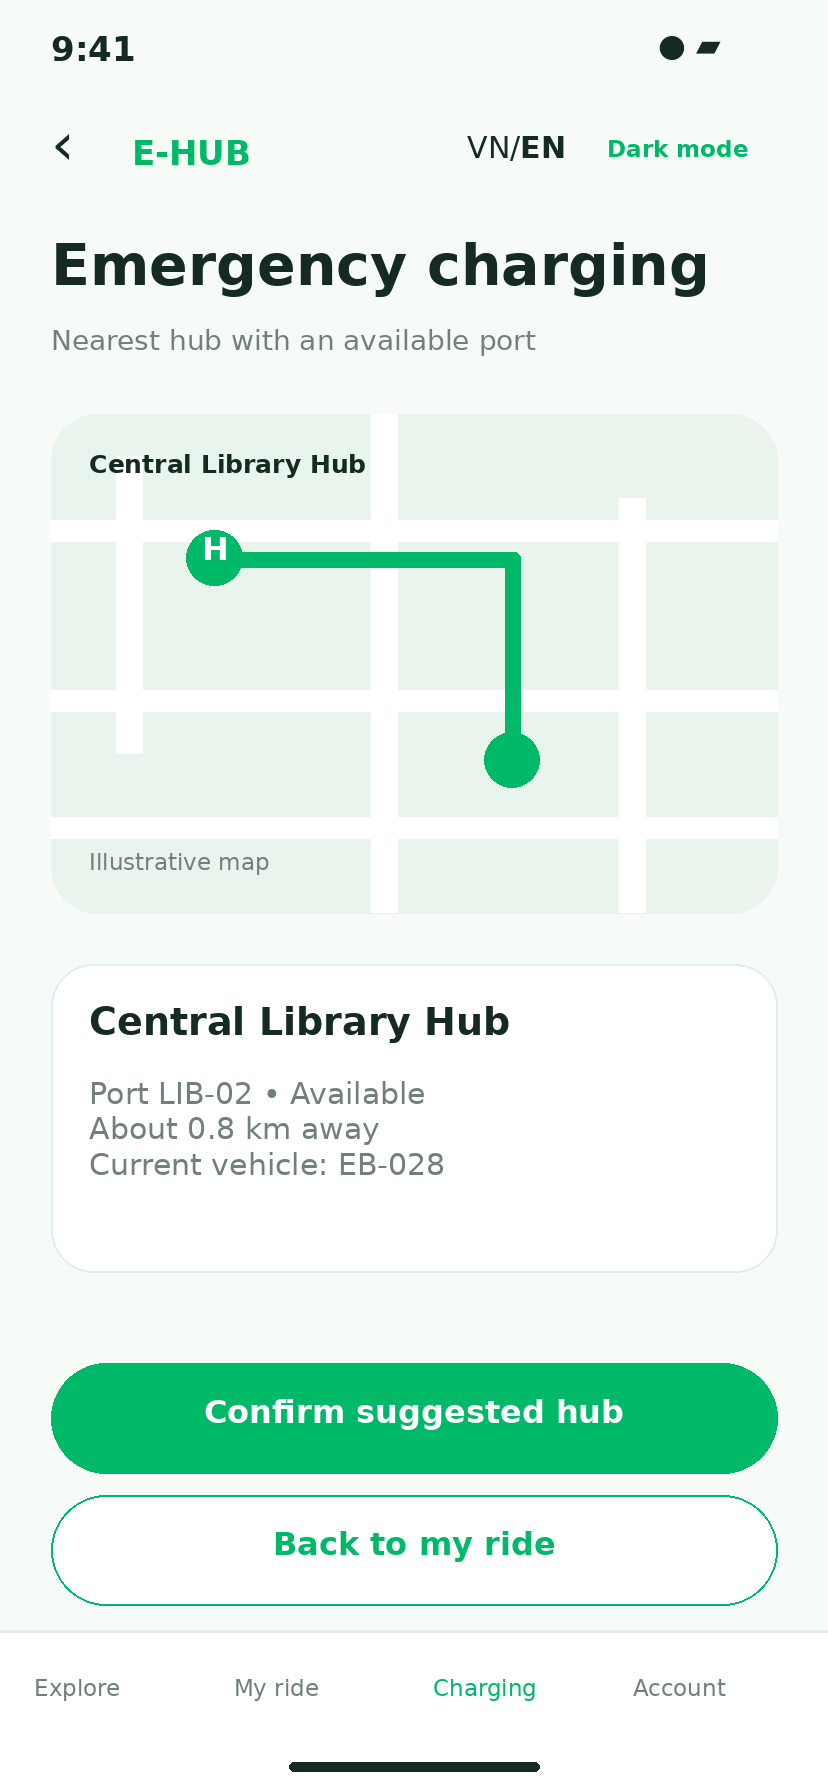 9:41
E-HUB
VN/EN
Dark mode
Emergency charging
Nearest hub with an available port
Central Library Hub
H
Illustrative map
Central Library Hub
Port LIB-02 • Available
About 0.8 km away
Current vehicle: EB-028
Confirm suggested hub
Back to my ride
Explore
My ride
Charging
Account